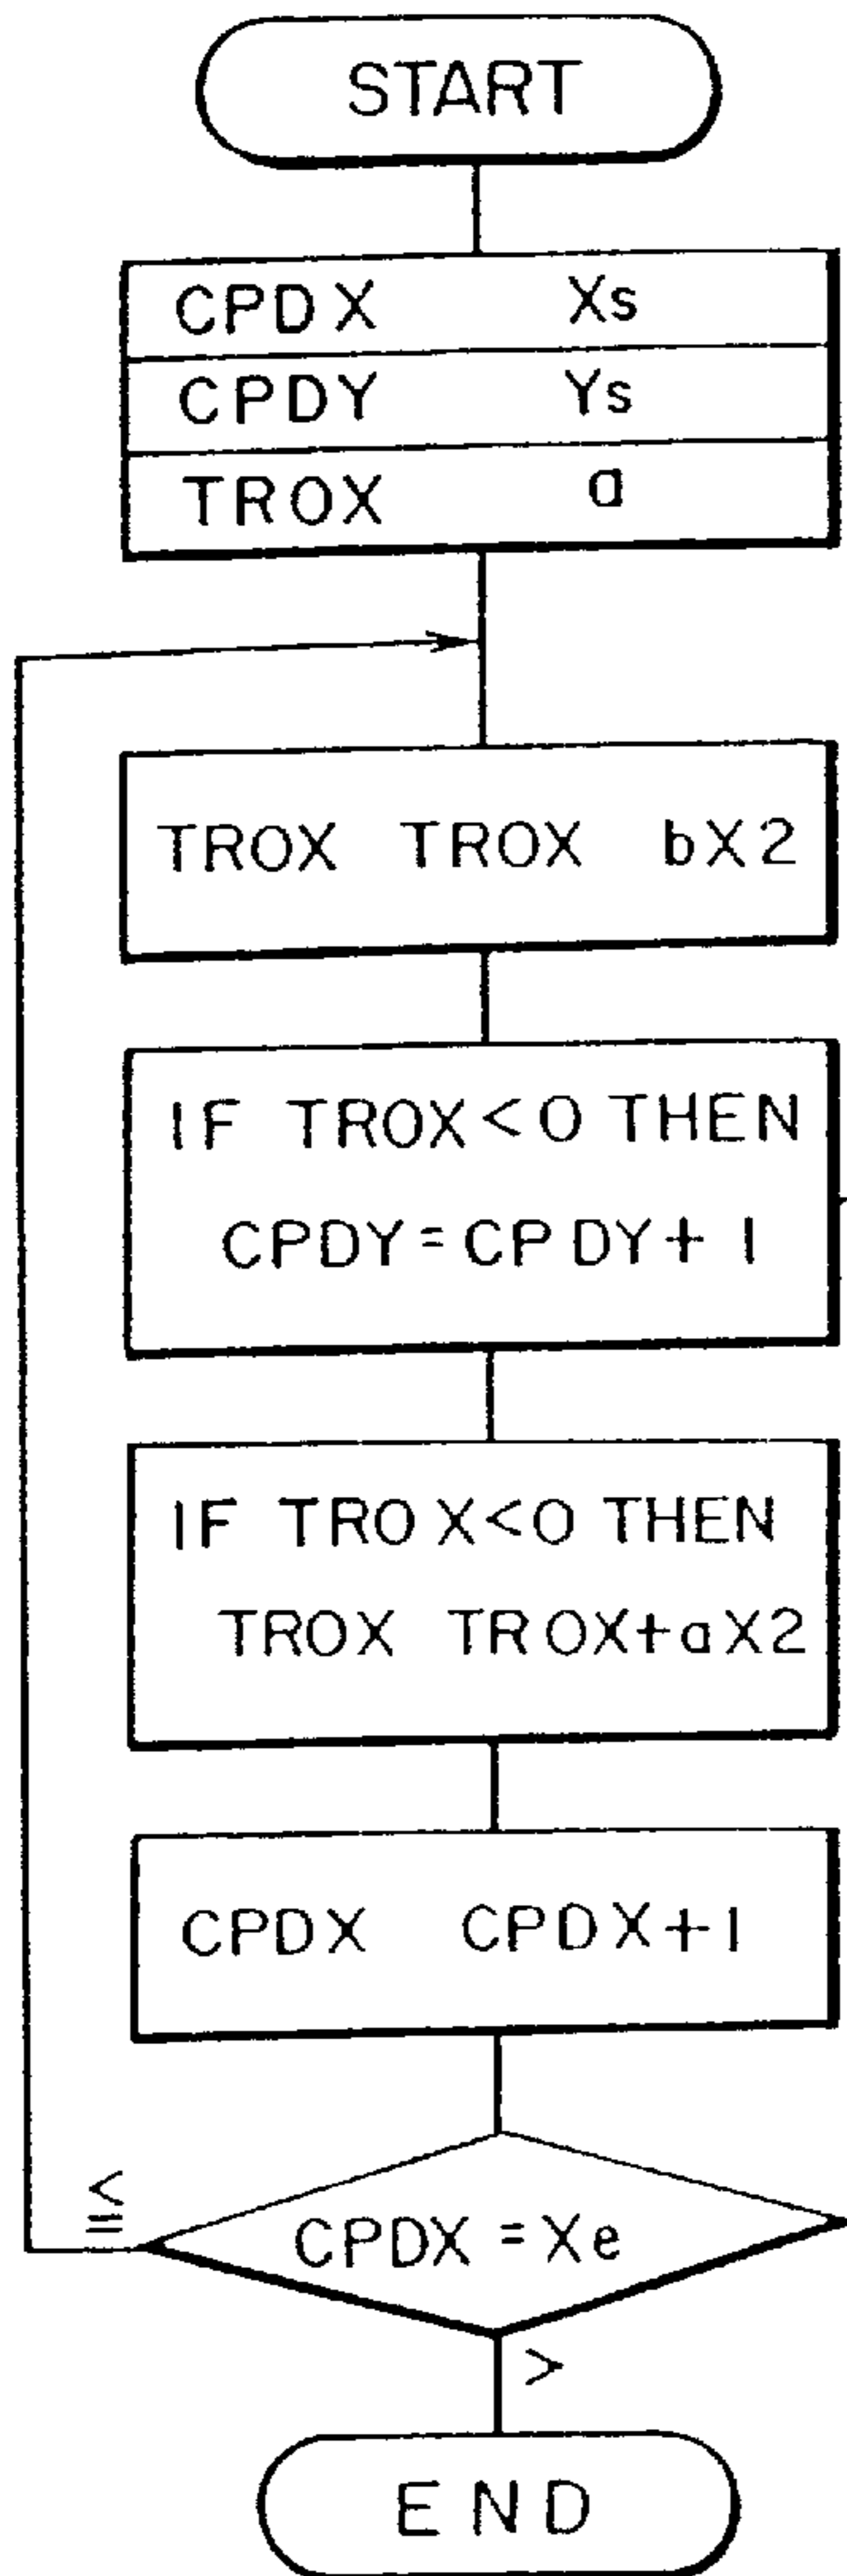 START
CPDX Xs
CPDY Ys
TROX a
TROX TROX bX2
IF TROX<0 THEN
CPDY=CPDY+1
IF TROX<0 THEN
TROX TROX+aX2
CPDX CPDX+1
≦
CPDX=Xe
>
END